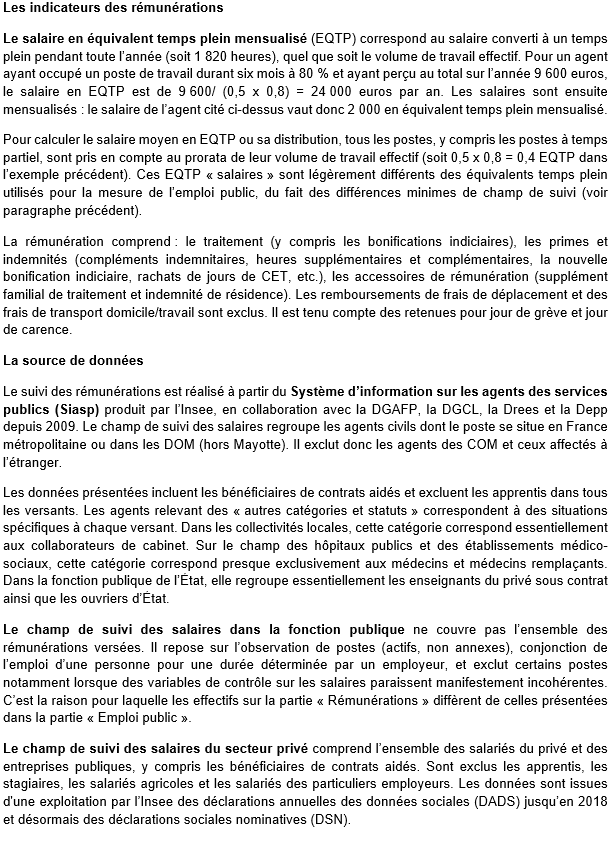 Les indicateurs des rémunérations
Le salaire en équivalent temps plein mensualisé (EQTP) correspond au salaire converti à un temps
plein pendant toute l'année (soit 1 820 heures), quel que soit le volume de travail effectif. Pour un agent
ayant occupé un poste de travail durant six mois à 80 % et ayant perçu au total sur l'année 9 600 euros,
le salaire en EQTP est de 9 600/ (0,5 x 0,8) = 24 000 euros par an. Les salaires sont ensuite
mensualisés : le salaire de l'agent cité ci-dessus vaut donc 2 000 en équivalent temps plein mensualisé.
Pour calculer le salaire moyen en EQTP ou sa distribution, tous les postes, y compris les postes à temps
partiel, sont pris en compte au prorata de leur volume de travail effectif (soit 0,5 x 0,8 = 0,4 EQTP dans
l'exemple précédent). Ces EQTP « salaires » sont légèrement différents des équivalents temps plein
utilisés pour la mesure de l'emploi public, du fait des différences minimes de champ de suivi (voir
paragraphe précédent).
La rémunération comprend : le traitement (y compris les bonifications indiciaires), les primes et
indemnités (compléments indemnitaires, heures supplémentaires et complémentaires, la nouvelle
bonification indiciaire, rachats de jours de CET, etc.), les accessoires de rémunération (supplément
familial de traitement et indemnité de résidence). Les remboursements de frais de déplacement et des
frais de transport domicile/travail sont exclus. Il est tenu compte des retenues pour jour de grève et jour
de carence.
La source de données
Le suivi des rémunérations est réalisé à partir du Système d'information sur les agents des services
publics (Siasp) produit par l'Insee, en collaboration avec la DGAFP, la DGCL, la Drees et la Depp
depuis 2009. Le champ de suivi des salaires regroupe les agents civils dont le poste se situe en France
métropolitaine ou dans les DOM (hors Mayotte). Il exclut donc les agents des COM et ceux affectés à
l'étranger.
Les données présentées incluent les bénéficiaires de contrats aidés et excluent les apprentis dans tous
les versants. Les agents relevant des « autres catégories et statuts » correspondent à des situations
spécifiques à chaque versant. Dans les collectivités locales, cette catégorie correspond essentiellement
aux collaborateurs de cabinet. Sur le champ des hôpitaux publics et des établissements médico-
sociaux, cette catégorie correspond presque exclusivement aux médecins et médecins remplaçants.
Dans la fonction publique de l'État, elle regroupe essentiellement les enseignants du privé sous contrat
ainsi que les ouvriers d'État.
Le champ de suivi des salaires dans la fonction publique ne couvre pas l'ensemble des
rémunérations versées. Il repose sur l'observation de postes (actifs, non annexes), conjonction de
l'emploi d'une personne pour une durée déterminée par un employeur, et exclut certains postes
notamment lorsque des variables de contrôle sur les salaires paraissent manifestement incohérentes.
C'est la raison pour laquelle les effectifs sur la partie « Rémunérations » diffèrent de celles présentées
dans la partie « Emploi public ».
Le champ de suivi des salaires du secteur privé comprend l'ensemble des salariés du privé et des
entreprises publiques, y compris les bénéficiaires de contrats aidés. Sont exclus les apprentis, les
stagiaires, les salariés agricoles et les salariés des particuliers employeurs. Les données sont issues
d'une exploitation par l'Insee des déclarations annuelles des données sociales (DADS) jusqu'en 2018
et désormais des déclarations sociales nominatives (DSN).